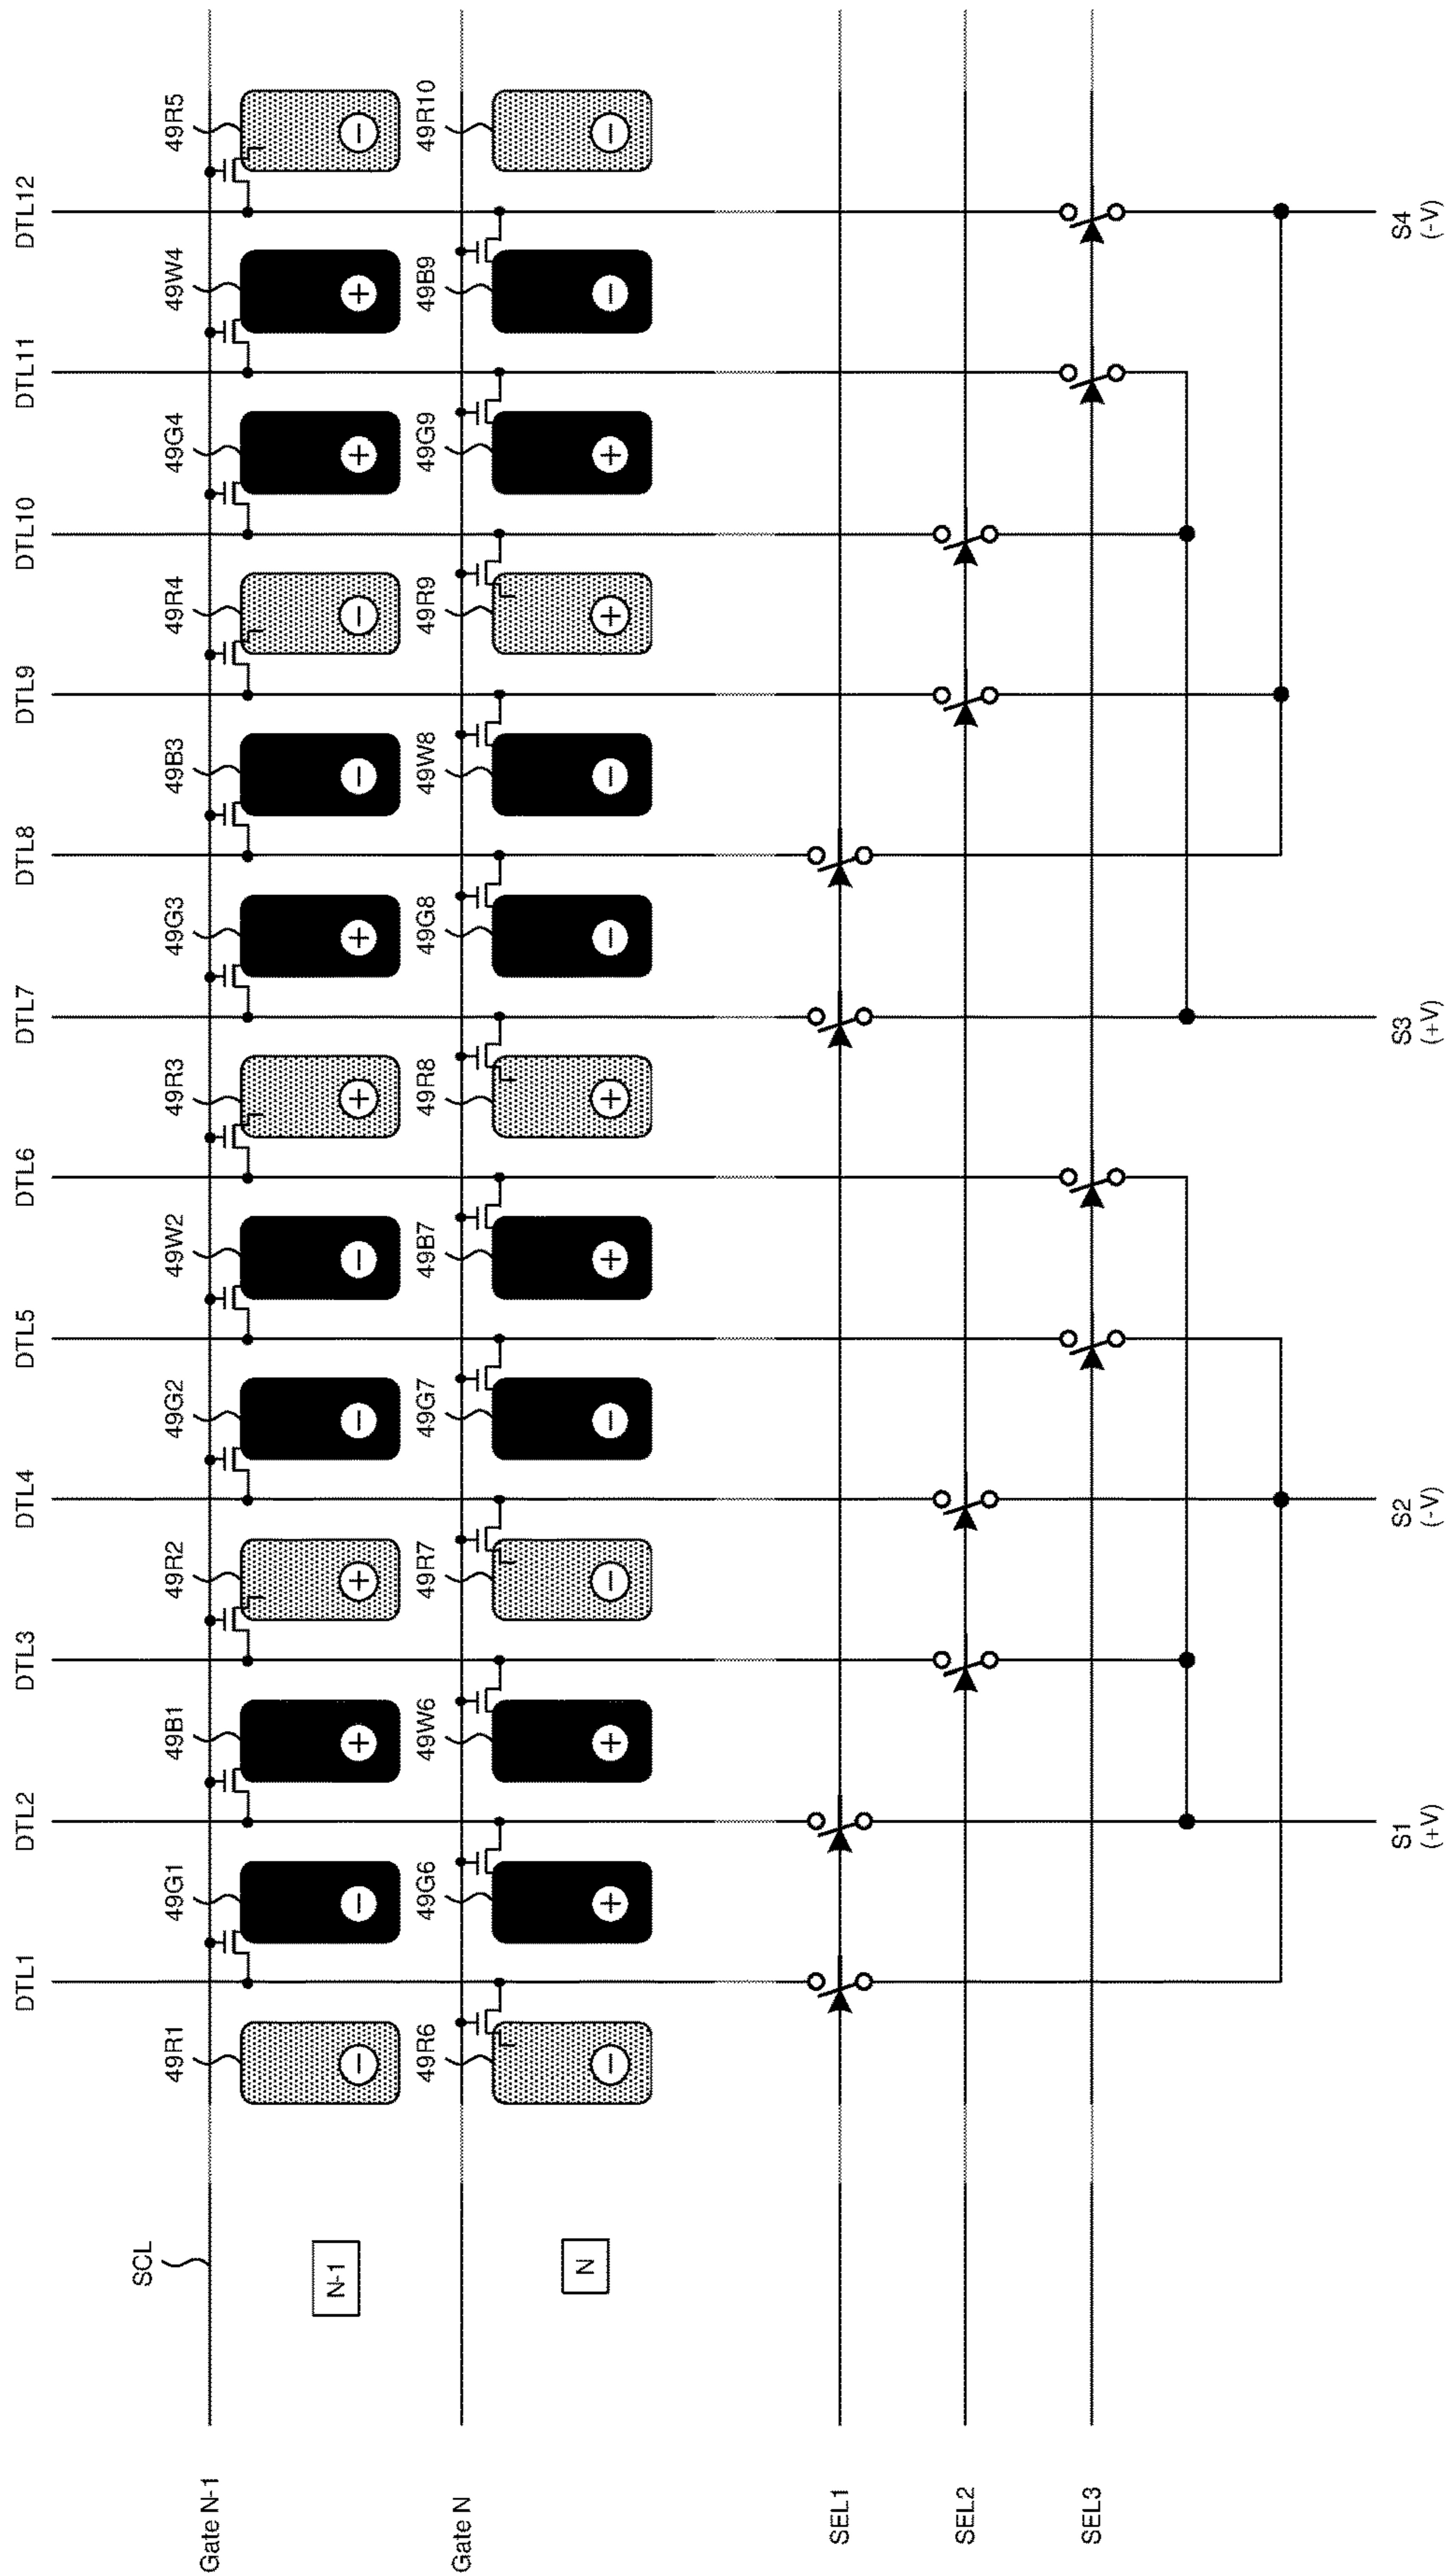 DTL1 DTL2 DTL3 DTL4 DTL5 DTL6 DTL7 DTL8 DTL9 DTL10 DTL11 DTL12
SCL
49R1 49G1 49B1 49R2 49G2 49W2 49R3 49G3 49B3 49R4 49G4 49W4 49R5
Gate N-1
− − + + − − + + − − + + −
N-1
49R6 49G6 49W6 49R7 49G7 49B7 49R8 49G8 49W8 49R9 49G9 49B9 49R10
Gate N
− + + − − + + − − + + − −
N
SEL1
SEL2
SEL3
S1 S2 S3 S4
(+V) (-V) (+V) (-V)